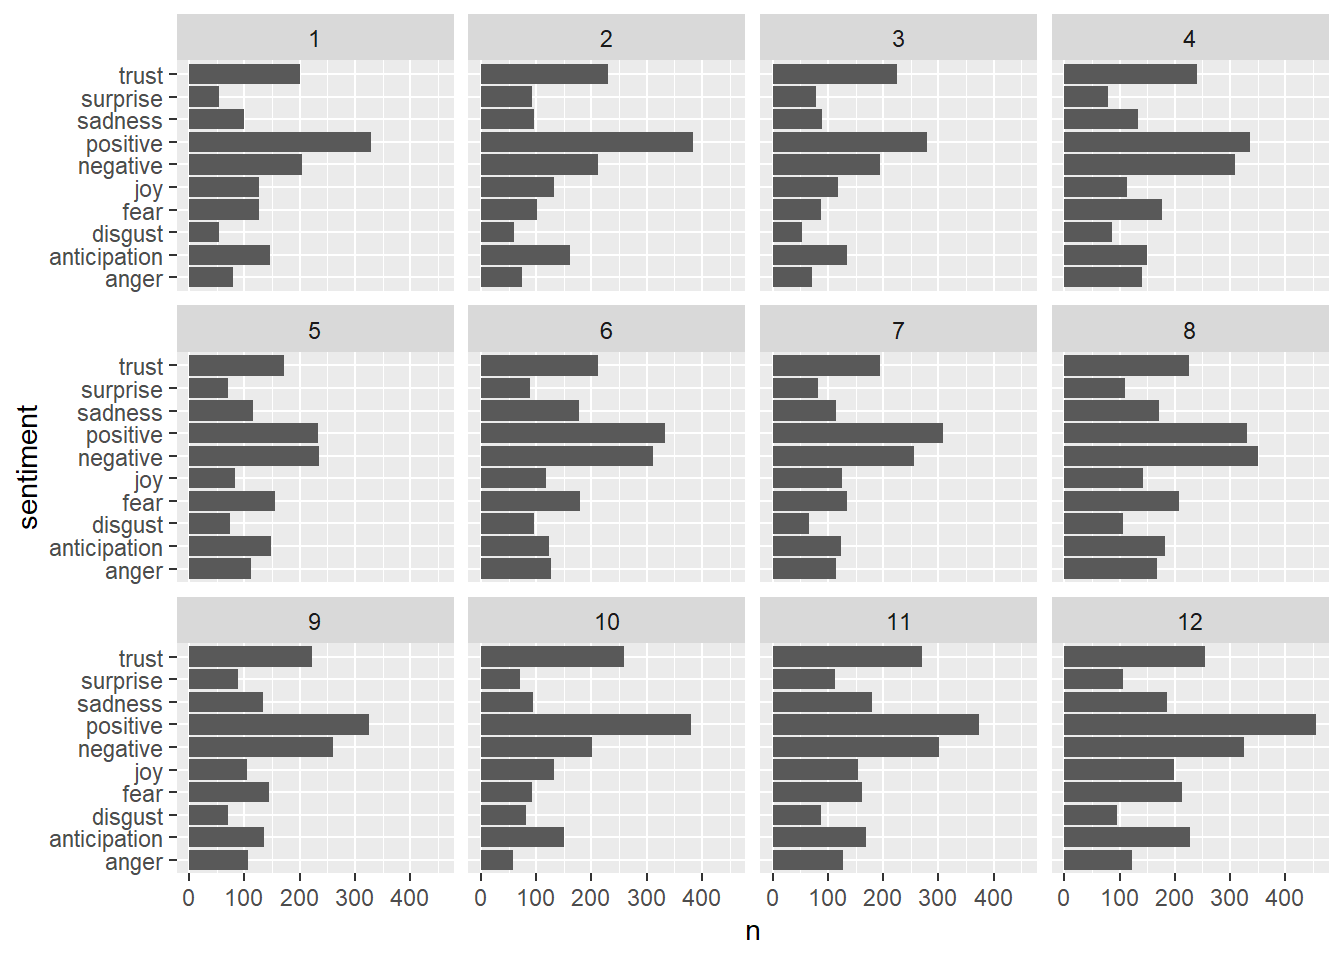 1 2 3 4
trust
surprise
sadness
positive
negative
joy
fear
disgust
anticipation
anger
5 6 7 8
trust
surprise
sadness
positive
negative
joy
fear
disgust
anticipation
anger
sentiment
9 10 11 12
trust
surprise
sadness
positive
negative
joy
fear
disgust
anticipation
anger
0 100 200 300 400 0 100 200 300 400 0 100 200 300 400 0 100 200 300 400
n